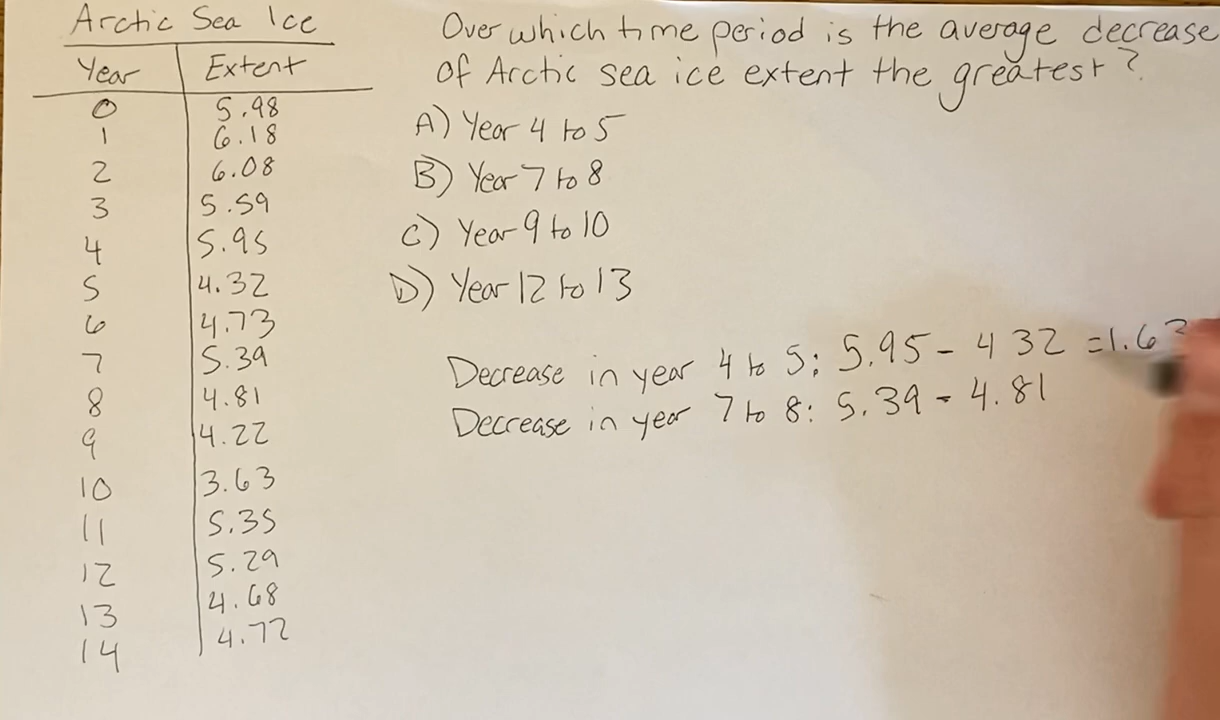 Arctic Sea Ice
Year Extent
0 5.98
1 6.18
2 6.08
3 5.59
4 5.95
5 4.32
6 4.73
7 5.39
8 4.81
9 4.22
10 3.63
11 5.35
12 5.29
13 4.68
14 4.72
Over which time period is the average decrease
of Arctic sea ice extent the greatest?
A) Year 4 to 5
B) Year 7 to 8
C) Year 9 to 10
D) Year 12 to 13
Decrease in year 4 to 5: 5.95 - 4 32 = 1.63
Decrease in year 7 to 8: 5.39 - 4.81